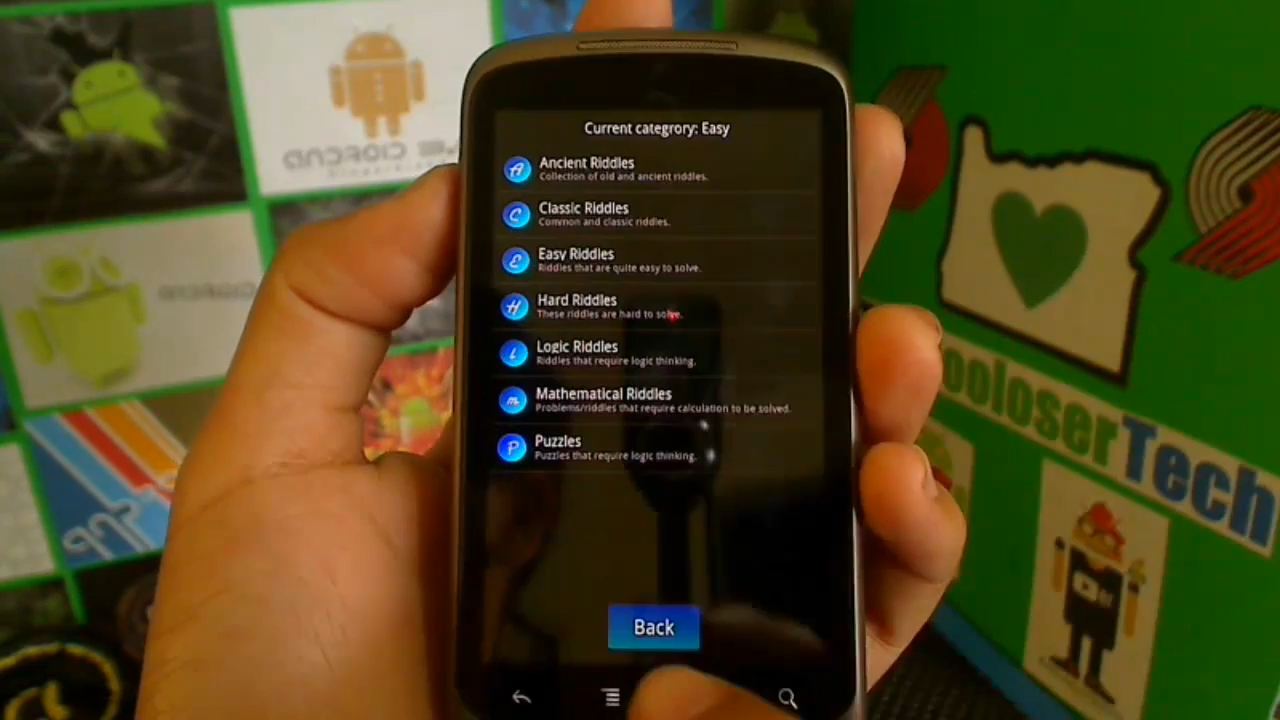 Current categrory: Easy
Ancient Riddles
Collection of old and ancient riddles.
Classic Riddles
Common and classic riddles.
Easy Riddles
Riddles that are quite easy to solve.
Hard Riddles
These riddles are hard to solve.
Logic Riddles
Riddles that require logic thinking.
Mathematical Riddles
Problems/riddles that require calculation to be solved.
Puzzles
Puzzles that require logic thinking.
Back
ooloserTech